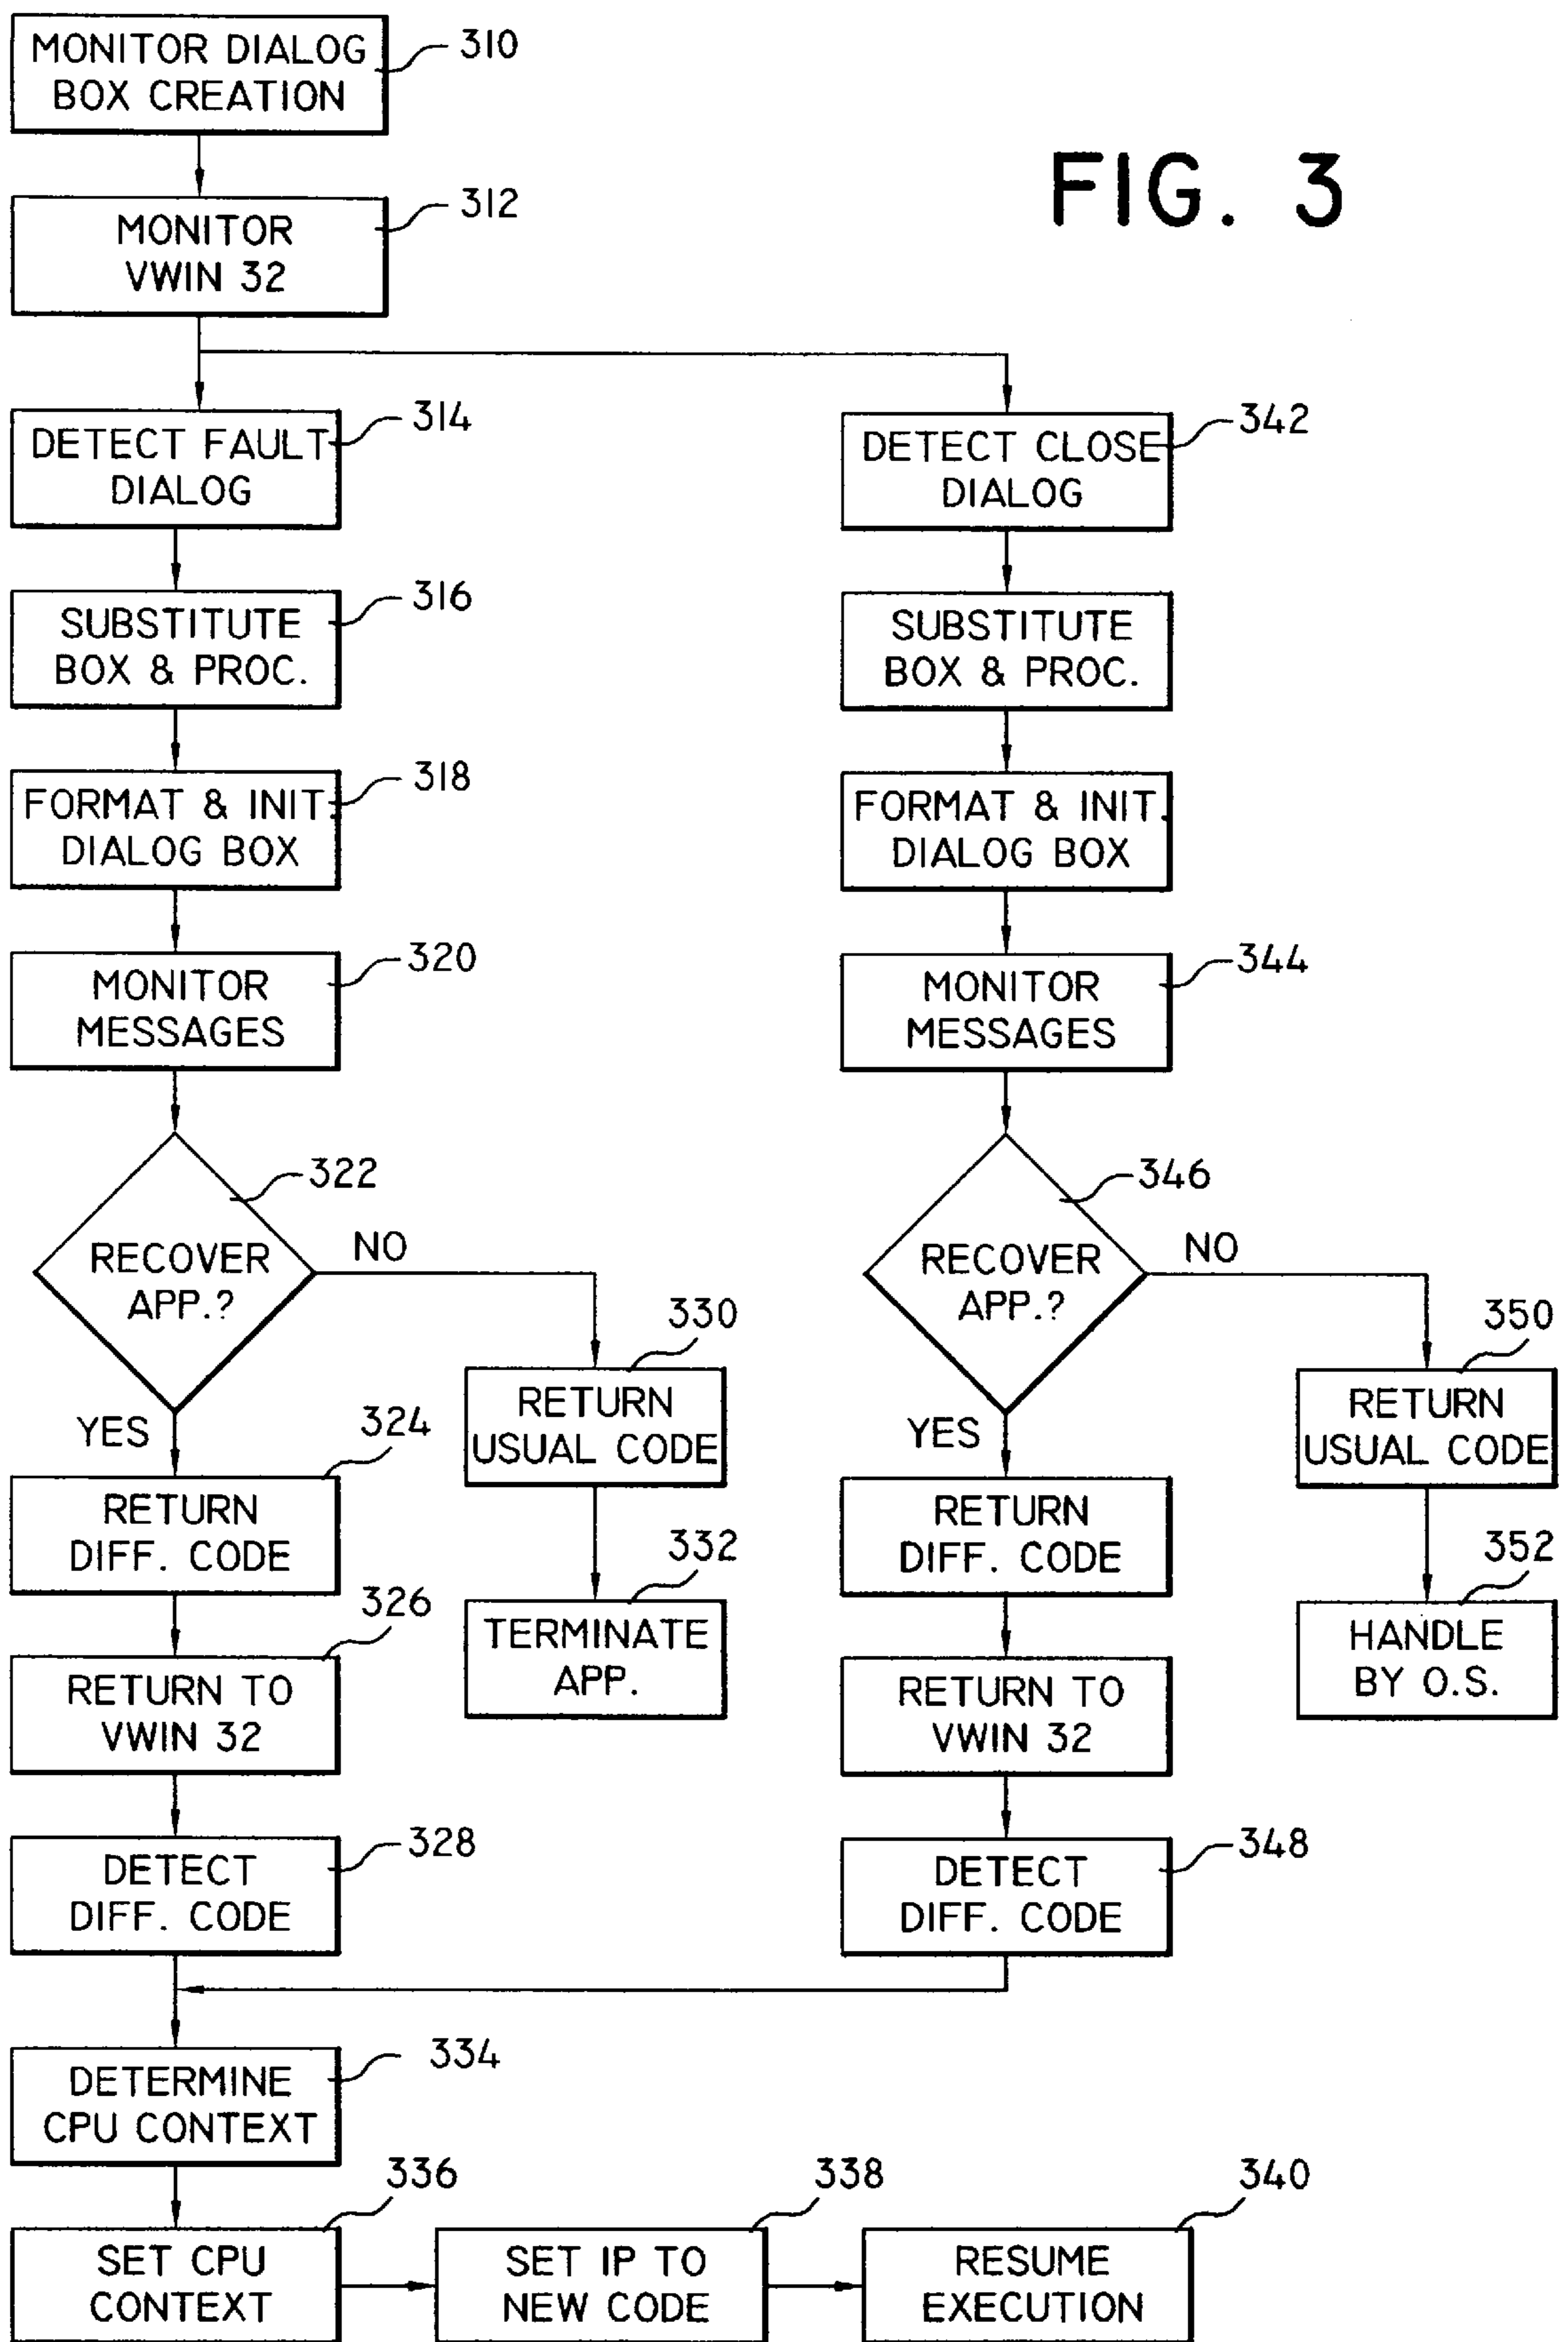 MONITOR DIALOG
BOX CREATION
310
FIG. 3
MONITOR
VWIN 32
312
DETECT FAULT
DIALOG
314
DETECT CLOSE
DIALOG
342
SUBSTITUTE
BOX & PROC.
316
SUBSTITUTE
BOX & PROC.
FORMAT & INIT.
DIALOG BOX
318
FORMAT & INIT.
DIALOG BOX
MONITOR
MESSAGES
320
MONITOR
MESSAGES
344
RECOVER
APP.?
322
NO
YES
RECOVER
APP.?
346
NO
YES
330
RETURN
USUAL CODE
350
RETURN
USUAL CODE
324
RETURN
DIFF. CODE
RETURN
DIFF. CODE
332
TERMINATE
APP.
352
HANDLE
BY O.S.
326
RETURN TO
VWIN 32
RETURN TO
VWIN 32
DETECT
DIFF. CODE
328
DETECT
DIFF. CODE
348
DETERMINE
CPU CONTEXT
334
336
SET CPU
CONTEXT
338
SET IP TO
NEW CODE
340
RESUME
EXECUTION